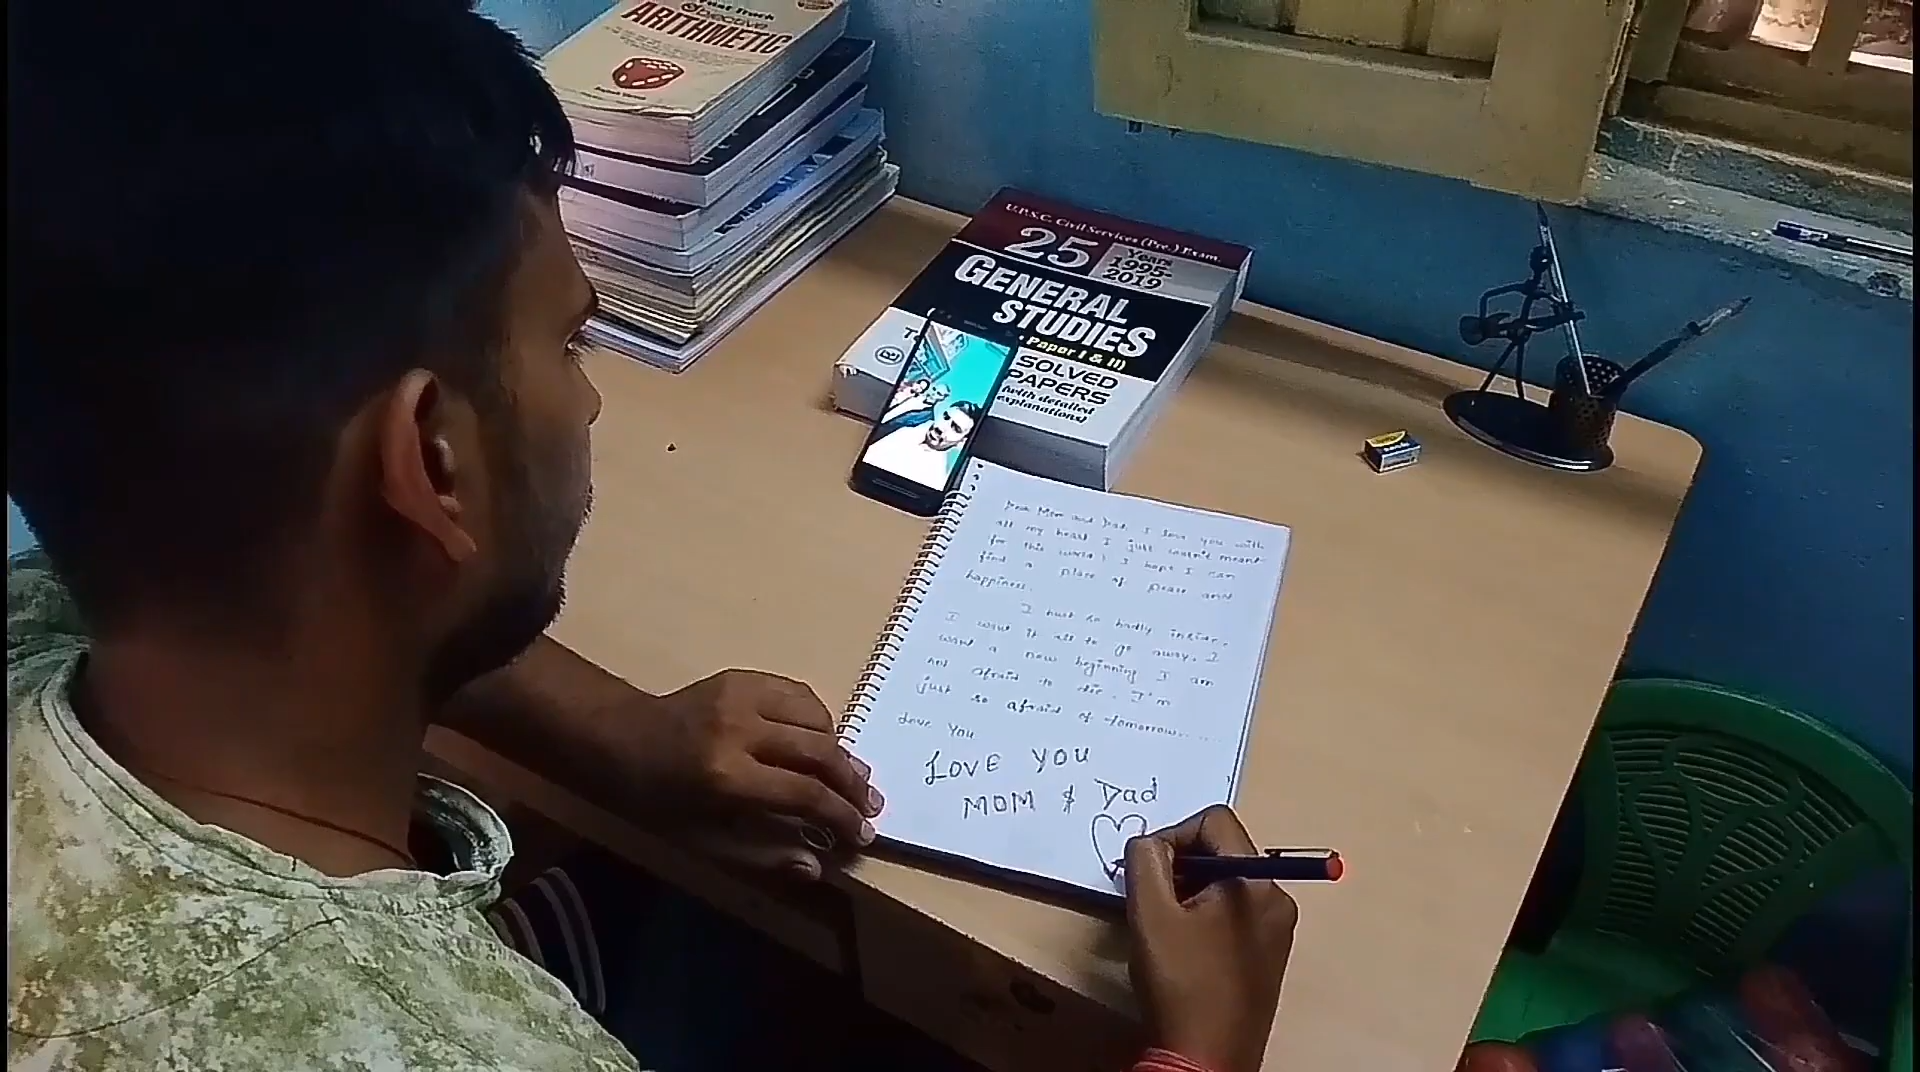 Fast Track
Objective
ARITHMETIC
U.P.S.C. Civil Services (Pre.) Exam.
25 Years
1995-
2019
GENERAL
STUDIES
Paper I & II)
SOLVED
PAPERS
(with detailed
explanations)
Dear Mom and Dad, I love you with
all my heart I just wasn't meant
for this world! I hope I can
find a place of peace and
happiness.
I hurt so badly inside.
I want it all to go away. I
want a new beginning I am
not afraid to die. I'm
just so afraid of tomorrow......
Love You
LOVE YOU
MOM & Dad